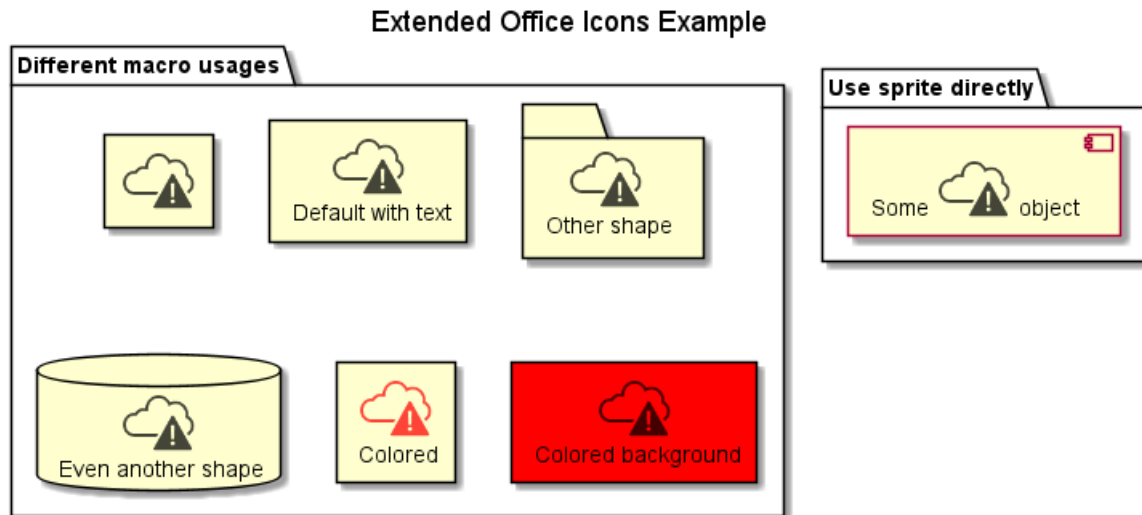 Extended Office Icons Example
Different macro usages
Default with text
Other shape
Even another shape
Colored
Colored background
Use sprite directly
Some object